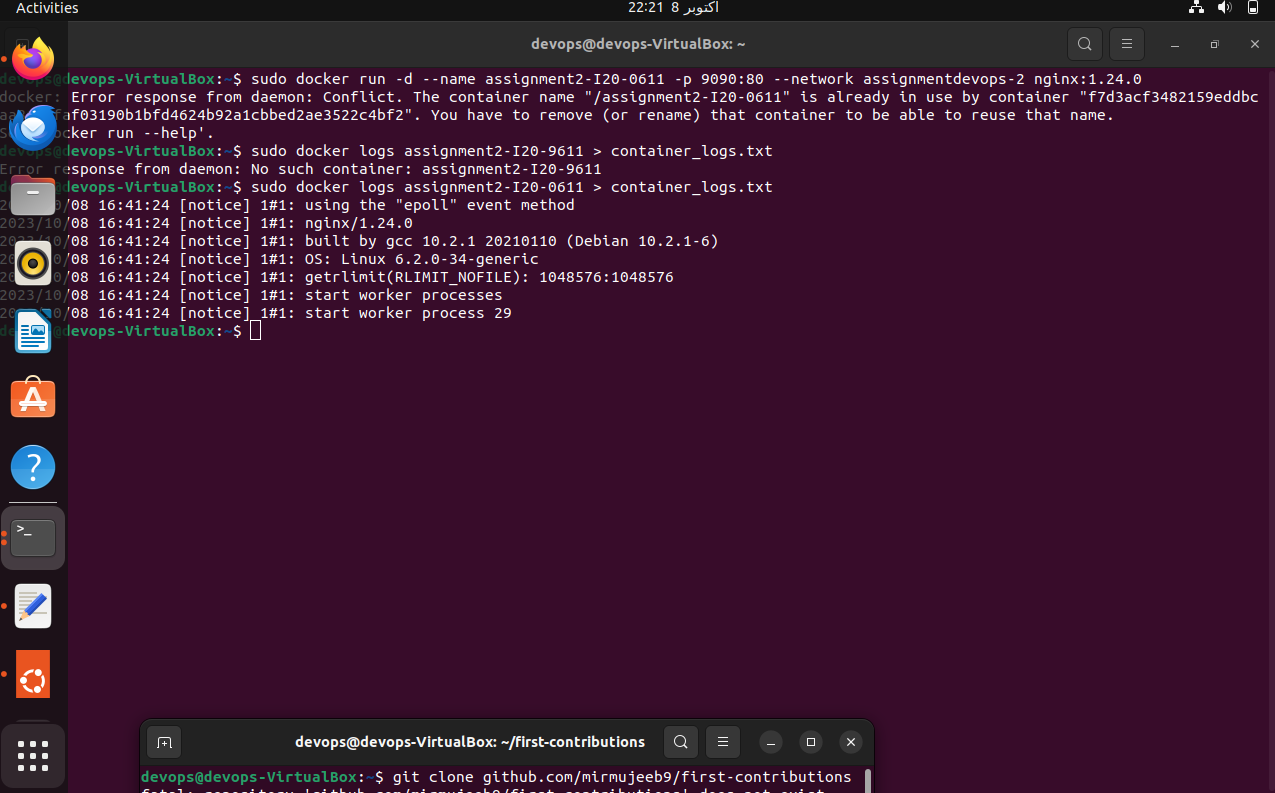 Activities
اکتوبر 8 22:21
devops@devops-VirtualBox: ~
devops@devops-VirtualBox:~$ sudo docker run -d --name assignment2-I20-0611 -p 9090:80 --network assignmentdevops-2 nginx:1.24.0
docker: Error response from daemon: Conflict. The container name "/assignment2-I20-0611" is already in use by container "f7d3acf3482159eddbc
af03190b1bfd4624b92a1cbbed2ae3522c4bf2". You have to remove (or rename) that container to be able to reuse that name.
cker run --help'.
devops@devops-VirtualBox:~$ sudo docker logs assignment2-I20-9611 > container_logs.txt
Error response from daemon: No such container: assignment2-I20-9611
devops@devops-VirtualBox:~$ sudo docker logs assignment2-I20-0611 > container_logs.txt
2023/10/08 16:41:24 [notice] 1#1: using the "epoll" event method
2023/10/08 16:41:24 [notice] 1#1: nginx/1.24.0
2023/10/08 16:41:24 [notice] 1#1: built by gcc 10.2.1 20210110 (Debian 10.2.1-6)
2023/10/08 16:41:24 [notice] 1#1: OS: Linux 6.2.0-34-generic
2023/10/08 16:41:24 [notice] 1#1: getrlimit(RLIMIT_NOFILE): 1048576:1048576
2023/10/08 16:41:24 [notice] 1#1: start worker processes
2023/10/08 16:41:24 [notice] 1#1: start worker process 29
devops@devops-VirtualBox:~$
devops@devops-VirtualBox: ~/first-contributions
devops@devops-VirtualBox:~$ git clone github.com/mirmujeeb9/first-contributions
fatal: repository 'github.com/mirmujeeb9/first-contributions' does not exist